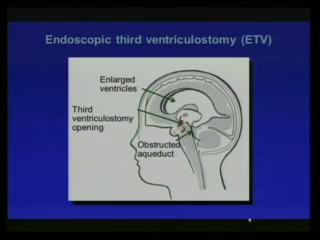 Endoscopic third ventriculostomy (ETV)
Enlarged
ventricles
Third
ventriculostomy
opening
Obstructed
aqueduct